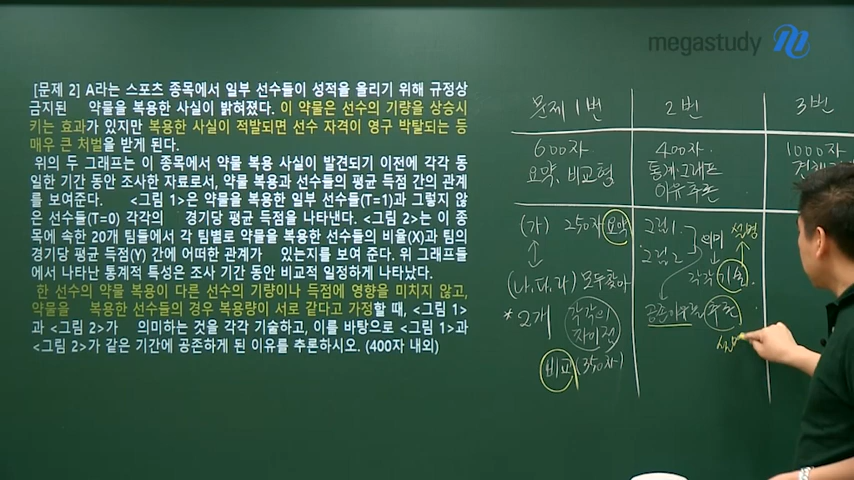 megastudy
[문제 2] A라는 스포츠 종목에서 일부 선수들이 성적을 올리기 위해 규정상
금지된 약물을 복용한 사실이 밝혀졌다. 이 약물은 선수의 기량을 상승시
키는 효과가 있지만 복용한 사실이 적발되면 선수 자격이 영구 박탈되는 등
매우 큰 처벌을 받게 된다.
위의 두 그래프는 이 종목에서 약물 복용 사실이 발견되기 이전에 각각 동
일한 기간 동안 조사한 자료로서, 약물 복용과 선수들의 평균 득점 간의 관계
를 보여준다. <그림 1>은 약물을 복용한 일부 선수들(T=1)과 그렇지 않
은 선수들(T=0) 각각의 경기당 평균 득점을 나타낸다. <그림 2>는 이 종
목에 속한 20개 팀들에서 각 팀별로 약물을 복용한 선수들의 비율(X)과 팀의
경기당 평균 득점(Y) 간에 어떠한 관계가 있는지를 보여 준다. 위 그래프들
에서 나타난 통계적 특성은 조사 기간 동안 비교적 일정하게 나타났다.
한 선수의 약물 복용이 다른 선수의 기량이나 득점에 영향을 미치지 않고,
약물을 복용한 선수들의 경우 복용량이 서로 같다고 가정할 때, <그림 1>
과 <그림 2>가 의미하는 것을 각각 기술하고, 이를 바탕으로 <그림 1>과
<그림 2>가 같은 기간에 공존하게 된 이유를 추론하시오. (400자 내외)
문제 1번
600자
요약, 비교형
(가) 250자 요약
(나, 다, 라) 모두 찾아
* 2개 각각의
차이점
비교 (350자)
2번
400자
통계·그래프
이유추론
그림1.
그림2
의미 설명
각각 기술
추론
3번
1000자